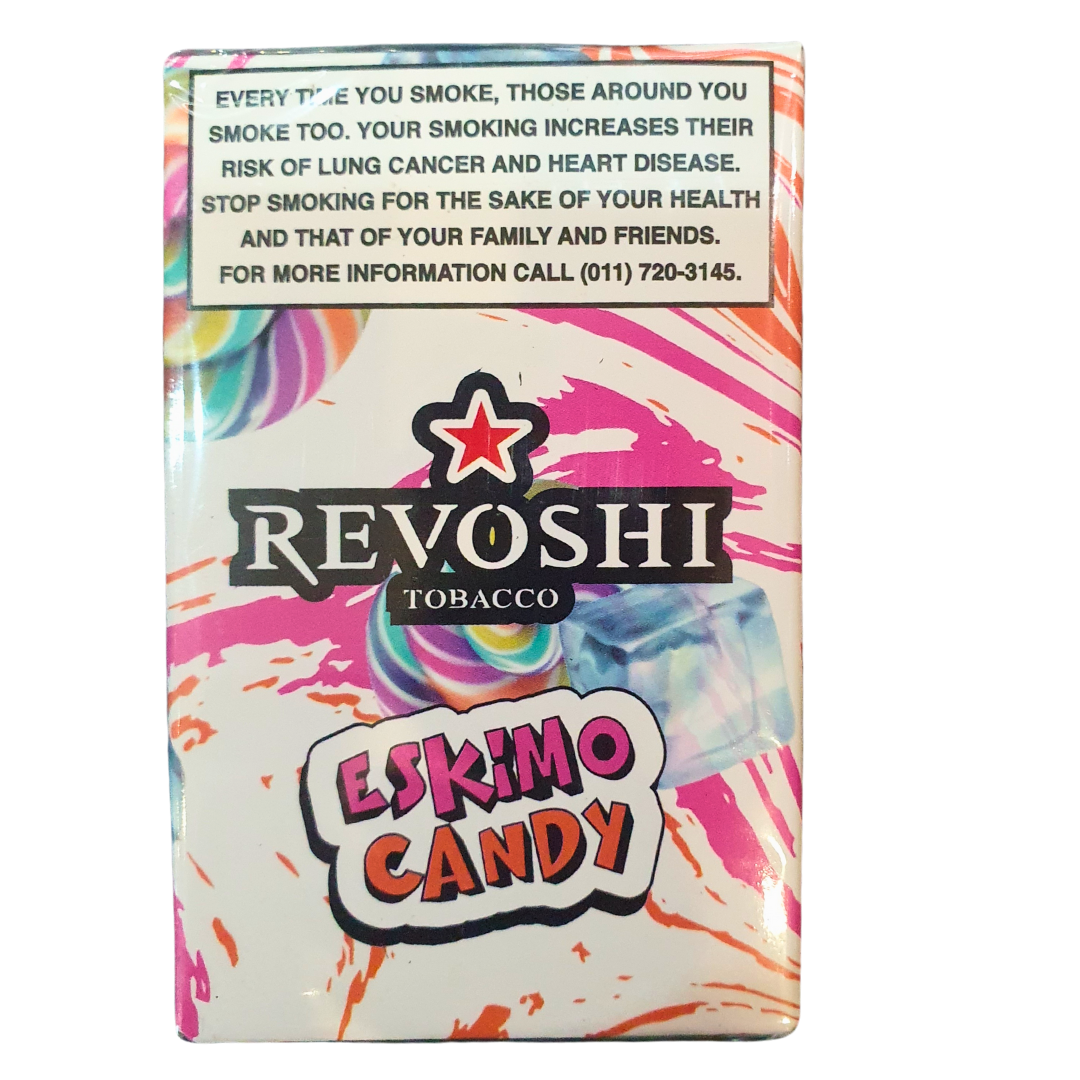 EVERY TIME YOU SMOKE, THOSE AROUND YOU
SMOKE TOO. YOUR SMOKING INCREASES THEIR
RISK OF LUNG CANCER AND HEART DISEASE.
STOP SMOKING FOR THE SAKE OF YOUR HEALTH
AND THAT OF YOUR FAMILY AND FRIENDS.
FOR MORE INFORMATION CALL (011) 720-3145.
REVOSHI
TOBACCO
ESKiMO
CANDY